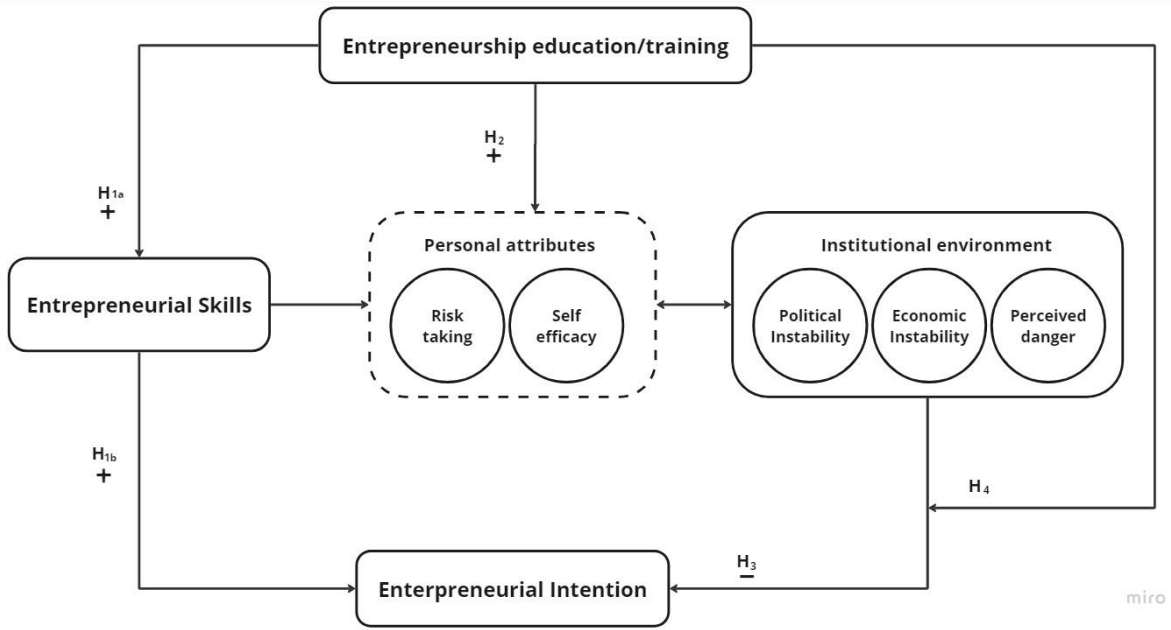 Entrepreneurship education/training
H2
+
H1a
+
Personal attributes
Institutional environment
Entrepreneurial Skills
Risk
taking
Self
efficacy
Political
Instability
Economic
Instability
Perceived
danger
H1b
+
H4
H3
−
Enterpreneurial Intention
miro